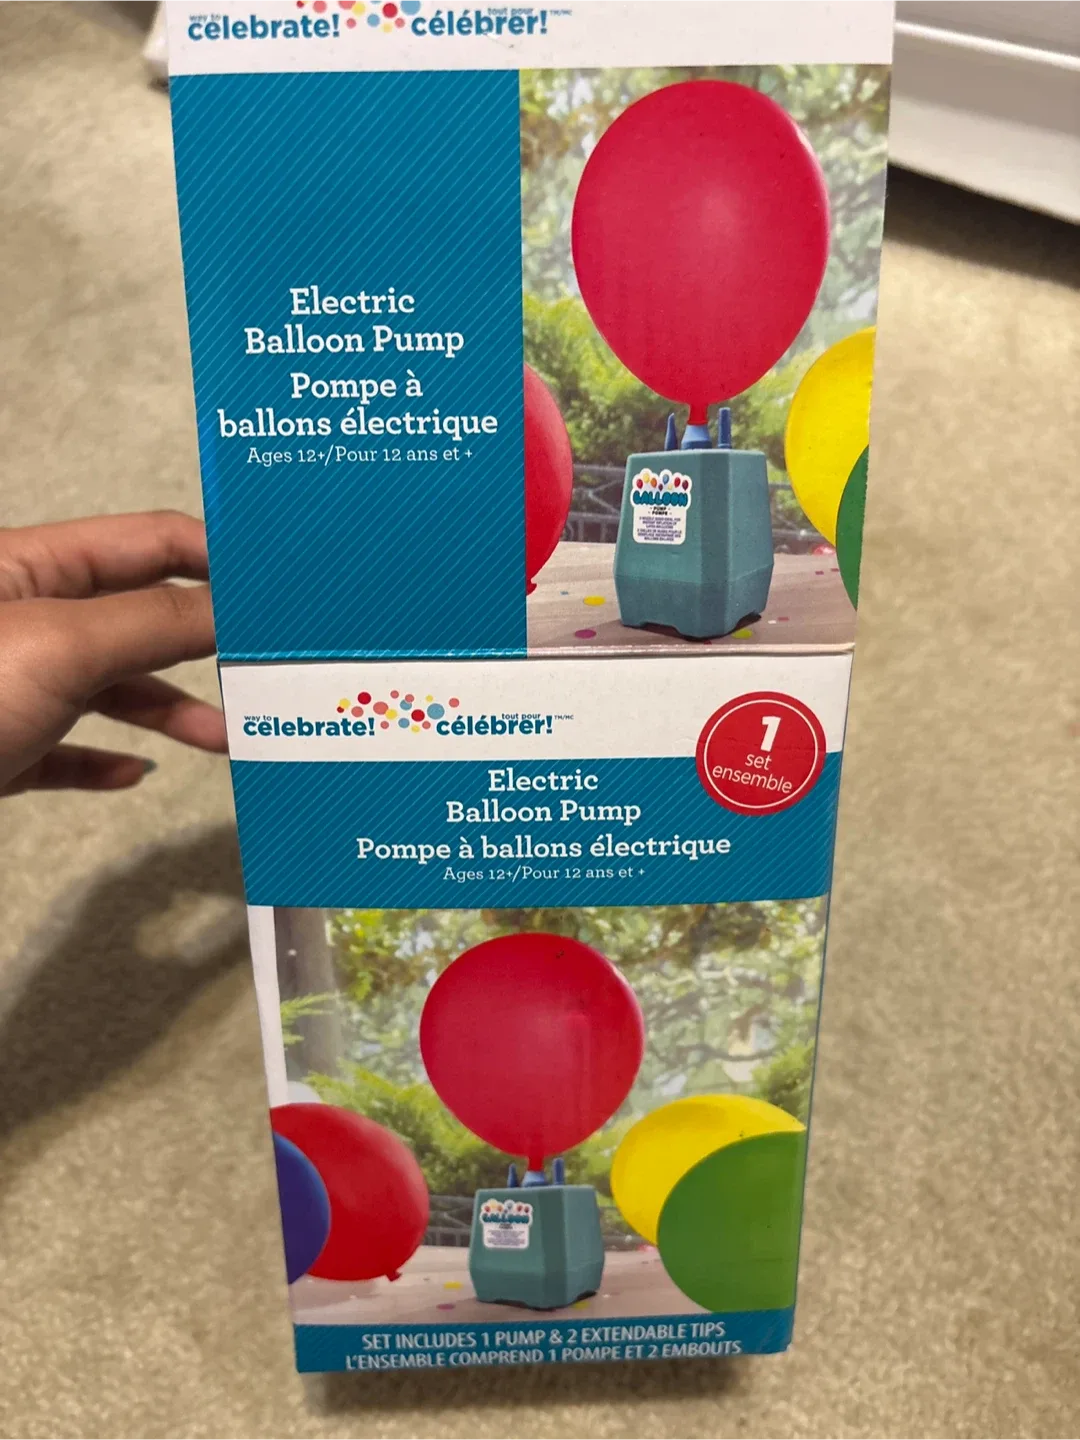 way to tout pour
celebrate! célébrer! ™/MC
Electric
Balloon Pump
Pompe à
ballons électrique
Ages 12+/Pour 12 ans et +
BALLOON
PUMP
POMPE
way to tout pour
celebrate! célébrer! ™/MC
1
set
ensemble
Electric
Balloon Pump
Pompe à ballons électrique
Ages 12+/Pour 12 ans et +
BALLOON
SET INCLUDES 1 PUMP & 2 EXTENDABLE TIPS
L'ENSEMBLE COMPREND 1 POMPE ET 2 EMBOUTS